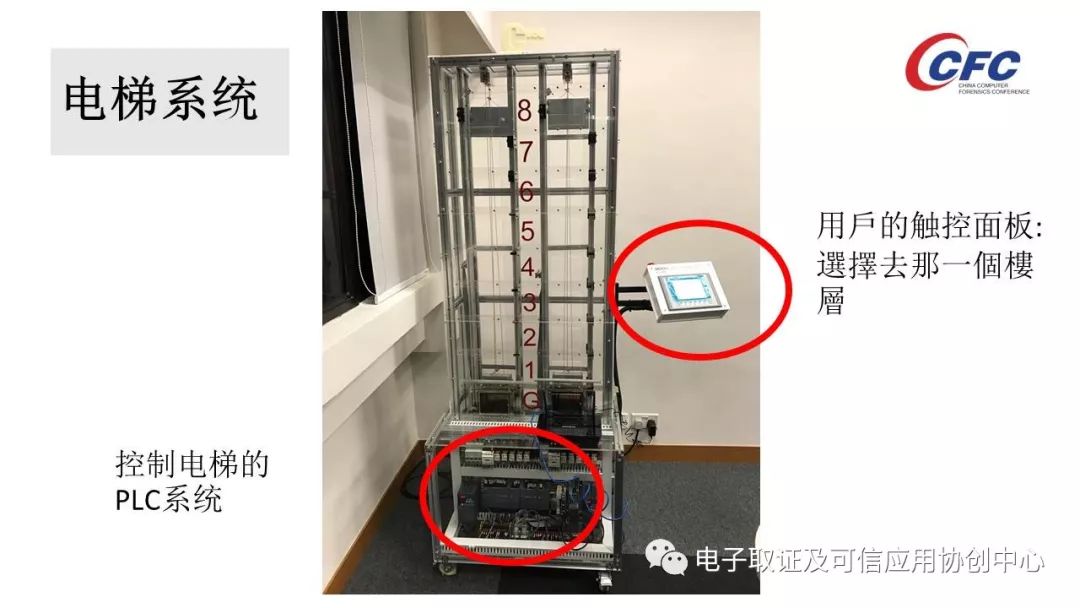 电梯系统
CFC
CHINA COMPUTER
FORENSICS CONFERENCE
8
7
6
5
4
3
2
1
G
用戶的触控面板:
選擇去那一個樓
層
控制电梯的
PLC系统
电子取证及可信应用协创中心